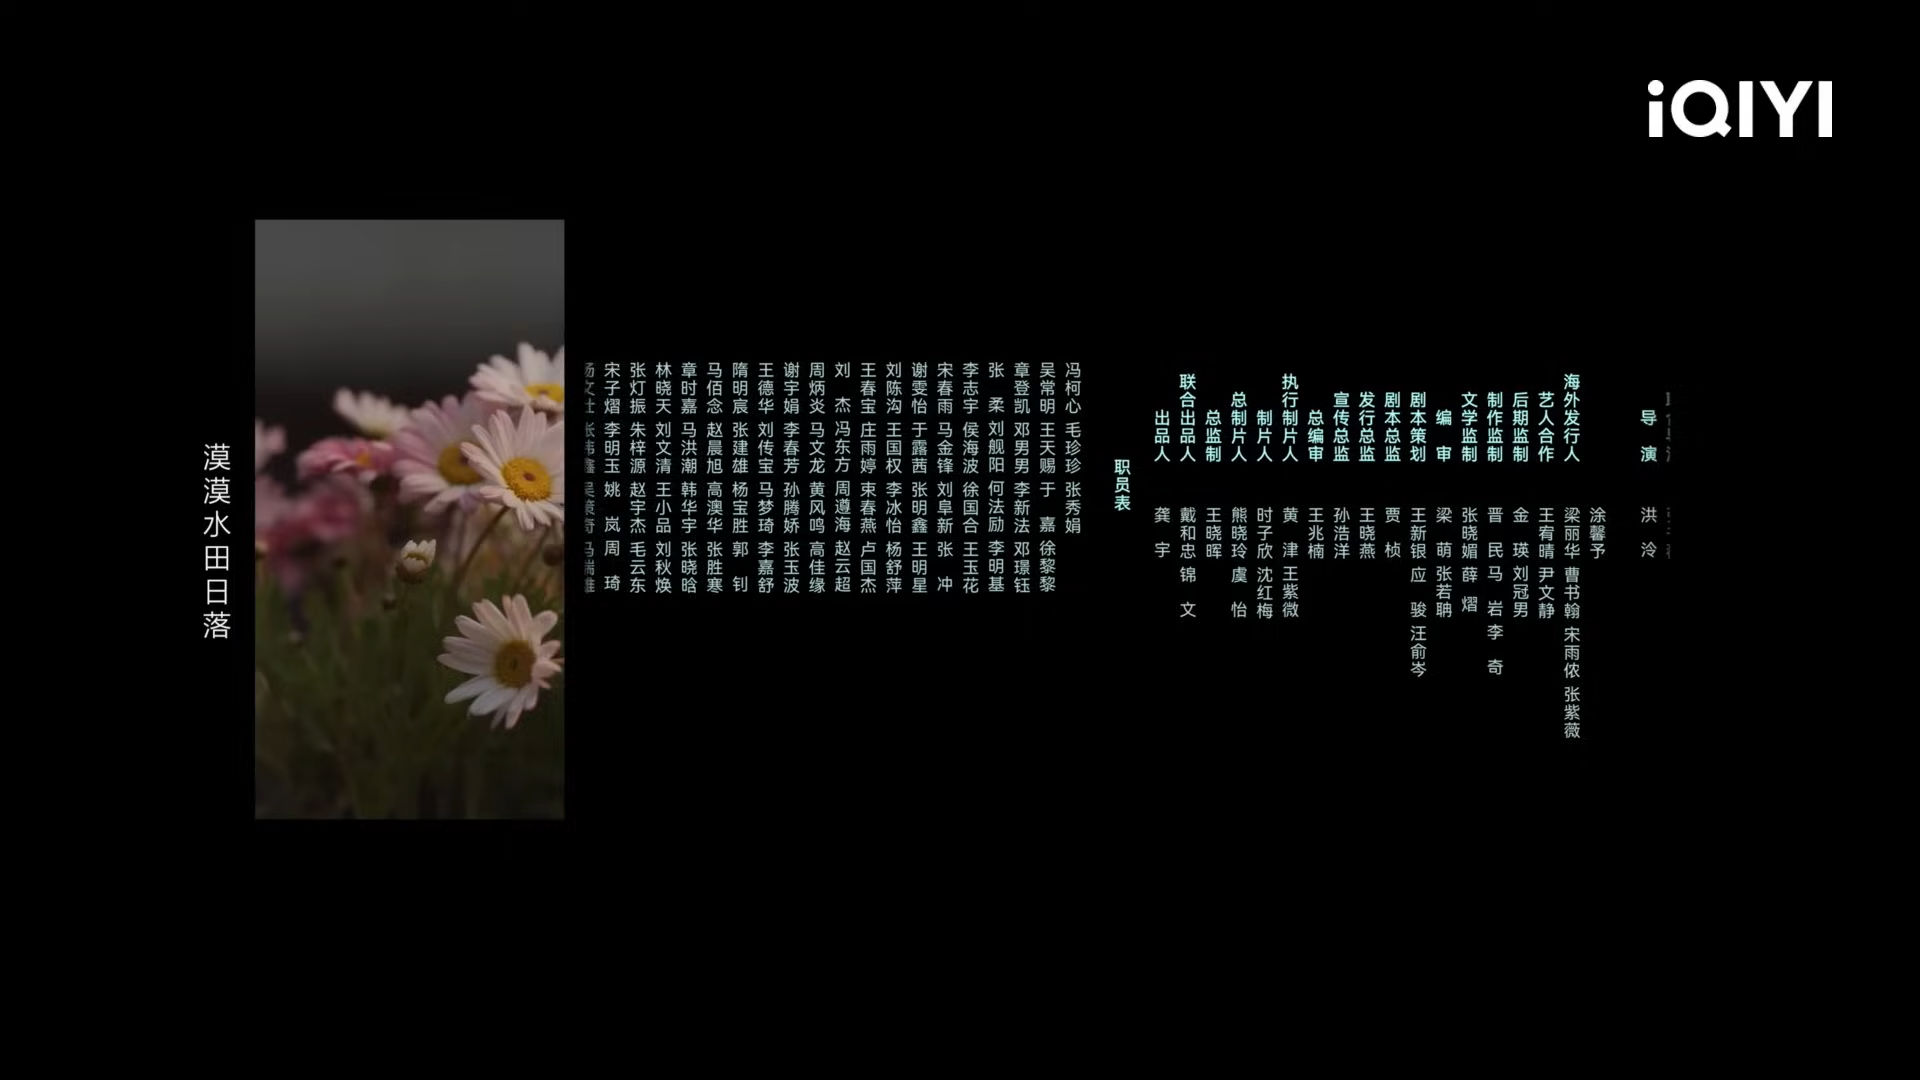 iQIYI
漠漠水田日落
宋子熠 李明玉 姚岚 周琦
张灯振 朱梓源 赵宇杰 毛云东
林晓天 刘文清 王小品 刘秋焕
章时嘉 马洪潮 韩华宇 张晓晗
马佰念 赵晨旭 高澳华 张胜寒
隋明宸 张建雄 杨宝胜 郭钊
王德华 刘传宝 马梦琦 李嘉舒
谢宇娟 李春芳 孙腾娇 张玉波
周炳炎 马文龙 黄风鸣 高佳缘
刘杰 冯东方 周遵海 赵云超
王春宝 庄雨婷 束春燕 卢国杰
刘陈沟 王国权 李冰怡 杨舒萍
谢雯怡 于露茜 张明鑫 王明星
宋春雨 马金锋 刘阜新 张冲
李志宇 侯海波 徐国合 王玉花
张柔 刘舰阳 何法励 李明基
章登凯 邓男男 李新法 邓璟钰
吴常明 王天赐 于嘉 徐黎黎
冯柯心 毛珍珍 张秀娟
职员表
出品人 龚宇
联合出品人 戴和忠 锦文
总监制 王晓晖
总制片人 熊晓玲 虞怡
制片人 时子欣 沈红梅
执行制片人 黄津 王紫微
总编审 王兆楠
宣传总监 孙浩洋
发行总监 王晓燕
剧本总监 贾桢
剧本策划 王新银 应骏 汪俞岑
编审 梁萌 张若聃
文学监制 张晓媚 薛熠
制作监制 晋民 马岩 李奇
后期监制 金瑛 刘冠男
艺人合作 王宥晴 尹文静
海外发行人 梁丽华 曹书翰 宋雨侬 张紫薇
涂馨予
导演 洪泠